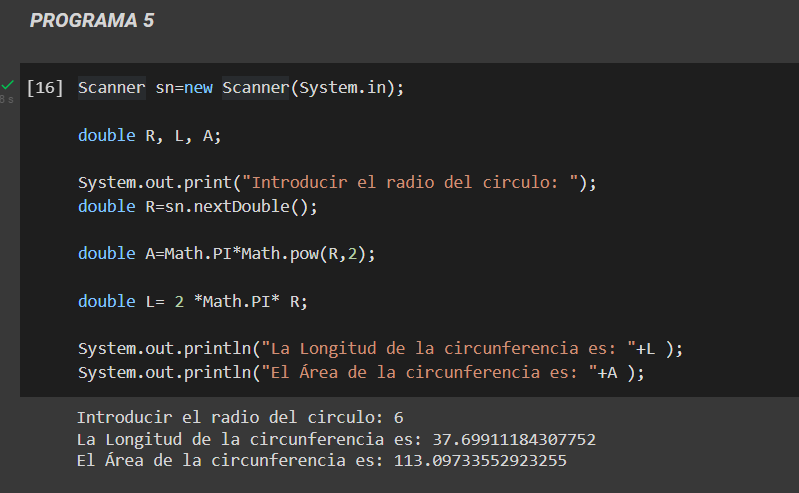 PROGRAMA 5
[16] Scanner sn=new Scanner(System.in);
double R, L, A;
System.out.print("Introducir el radio del circulo: ");
double R=sn.nextDouble();
double A=Math.PI*Math.pow(R,2);
double L= 2 *Math.PI* R;
System.out.println("La Longitud de la circunferencia es: "+L );
System.out.println("El Área de la circunferencia es: "+A );
Introducir el radio del circulo: 6
La Longitud de la circunferencia es: 37.69911184307752
El Área de la circunferencia es: 113.09733552923255